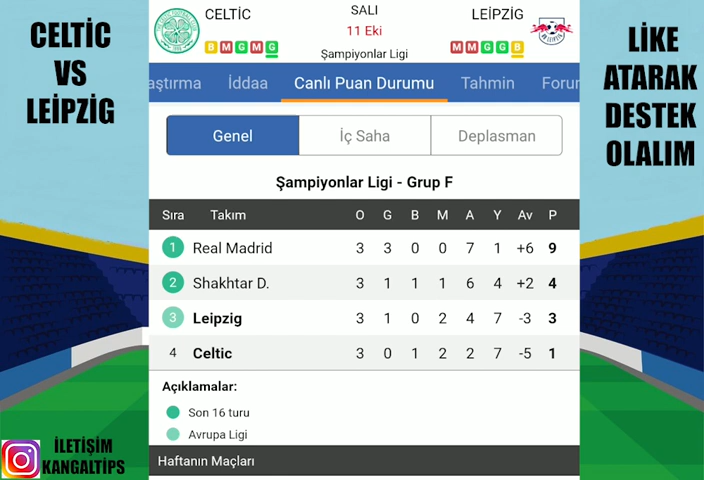 CELTİC
VS
LEİPZİG
CELTİC
B M G M G
SALI
11 Eki
Şampiyonlar Ligi
LEİPZİG
M M G G B
LİKE
ATARAK
DESTEK
OLALIM
aştırma İddaa Canlı Puan Durumu Tahmin Forum
Genel İç Saha Deplasman
Şampiyonlar Ligi - Grup F
Sıra Takım O G B M A Y Av P
1 Real Madrid 3 3 0 0 7 1 +6 9
2 Shakhtar D. 3 1 1 1 6 4 +2 4
3 Leipzig 3 1 0 2 4 7 -3 3
4 Celtic 3 0 1 2 2 7 -5 1
Açıklamalar:
Son 16 turu
Avrupa Ligi
Haftanın Maçları
İLETİŞİM
KANGALTİPS